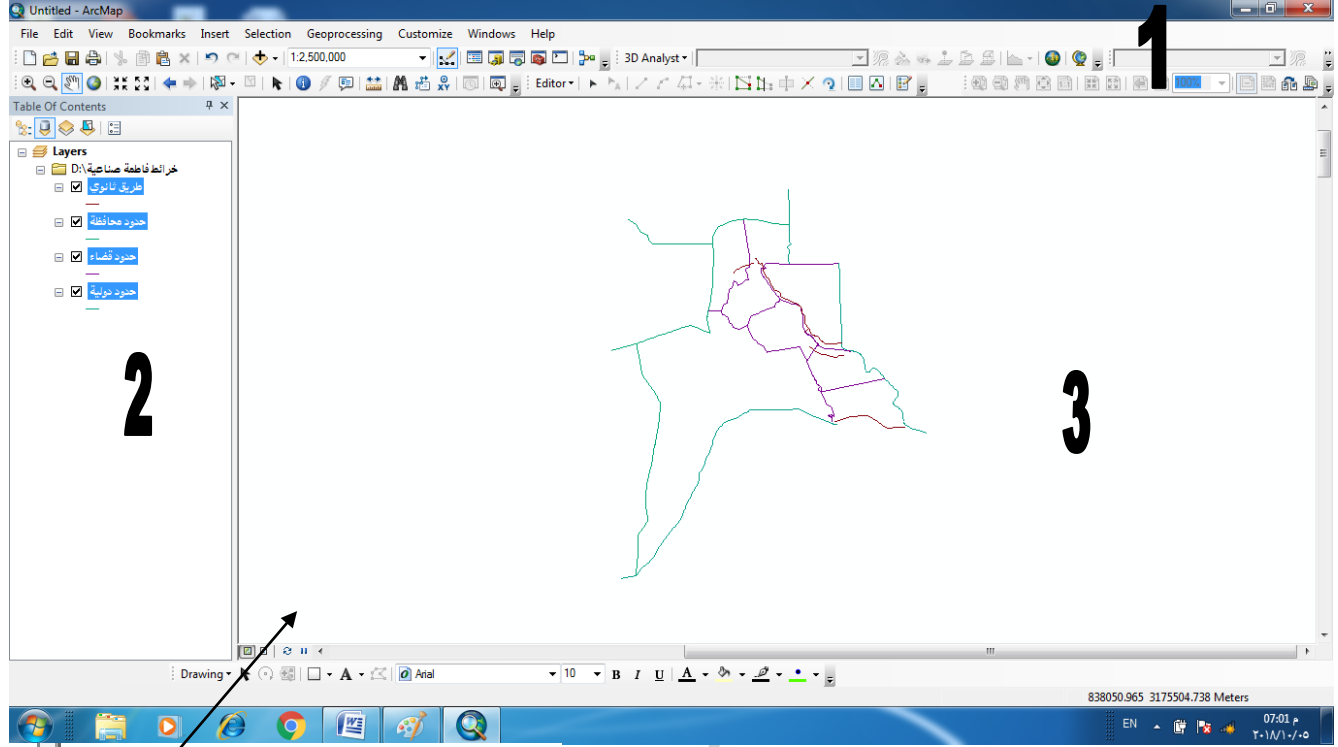 Untitled - ArcMap
1
File Edit View Bookmarks Insert Selection Geoprocessing Customize Windows Help
1:2,500,000 3D Analyst
Editor 100%
Table Of Contents
Layers
D:\خرائط فاطمة صناعية
طريق ثانوي
حدود محافظة
حدود قضاء
حدود دولية
2
3
Drawing A Arial 10 B I U A
838050.965 3175504.738 Meters
EN 07:01 م
٢٠١٨/١٠/٠٥